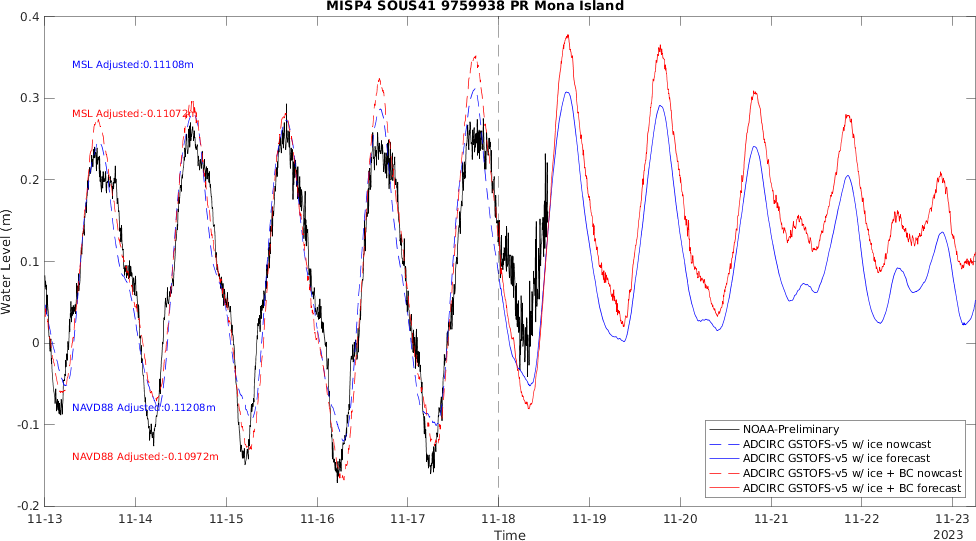 MISP4 SOUS41 9759938 PR Mona Island
0.4
0.3
0.2
0.1
0
-0.1
-0.2
Water Level (m)
MSL Adjusted:0.11108m
MSL Adjusted:-0.11072m
NAVD88 Adjusted:0.11208m
NAVD88 Adjusted:-0.10972m
NOAA-Preliminary
ADCIRC GSTOFS-v5 w/ ice nowcast
ADCIRC GSTOFS-v5 w/ ice forecast
ADCIRC GSTOFS-v5 w/ ice + BC nowcast
ADCIRC GSTOFS-v5 w/ ice + BC forecast
11-13 11-14 11-15 11-16 11-17 11-18 11-19 11-20 11-21 11-22 11-23
Time
2023